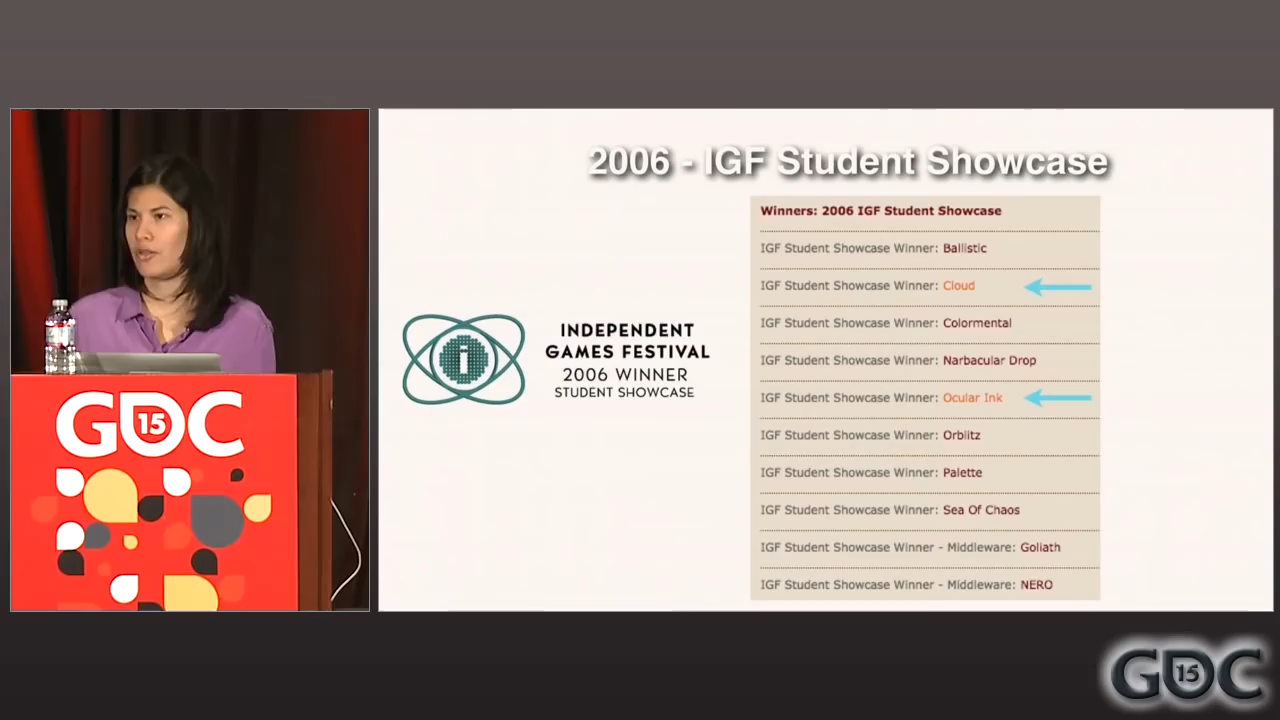 2006 - IGF Student Showcase
Winners: 2006 IGF Student Showcase
IGF Student Showcase Winner: Ballistic
IGF Student Showcase Winner: Cloud
IGF Student Showcase Winner: Colormental
IGF Student Showcase Winner: Narbacular Drop
IGF Student Showcase Winner: Ocular Ink
IGF Student Showcase Winner: Orblitz
IGF Student Showcase Winner: Palette
IGF Student Showcase Winner: Sea Of Chaos
IGF Student Showcase Winner - Middleware: Goliath
IGF Student Showcase Winner - Middleware: NERO
i
INDEPENDENT
GAMES FESTIVAL
2006 WINNER
STUDENT SHOWCASE
GDC
15
GDC
15